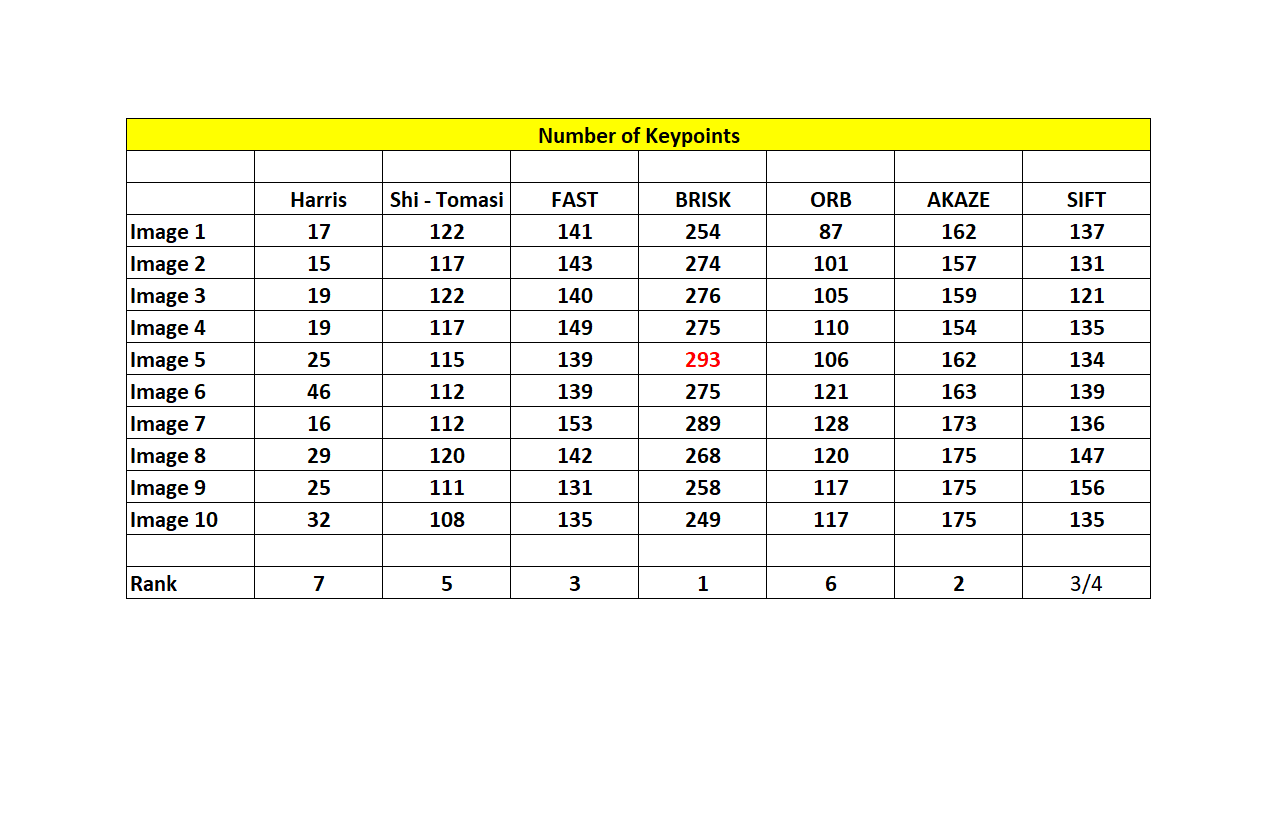 Number of Keypoints
Harris Shi - Tomasi FAST BRISK ORB AKAZE SIFT
Image 1 17 122 141 254 87 162 137
Image 2 15 117 143 274 101 157 131
Image 3 19 122 140 276 105 159 121
Image 4 19 117 149 275 110 154 135
Image 5 25 115 139 293 106 162 134
Image 6 46 112 139 275 121 163 139
Image 7 16 112 153 289 128 173 136
Image 8 29 120 142 268 120 175 147
Image 9 25 111 131 258 117 175 156
Image 10 32 108 135 249 117 175 135
Rank 7 5 3 1 6 2 3/4